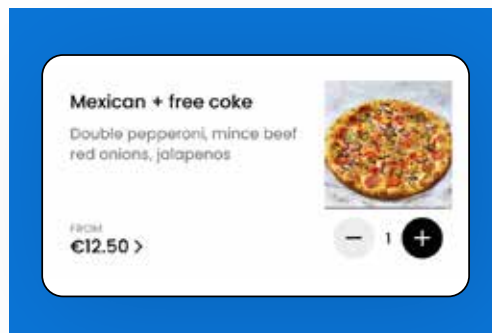 Mexican + free coke
Double pepperoni, mince beef
red onions, jalapenos
FROM
€12.50 >
− 1 +